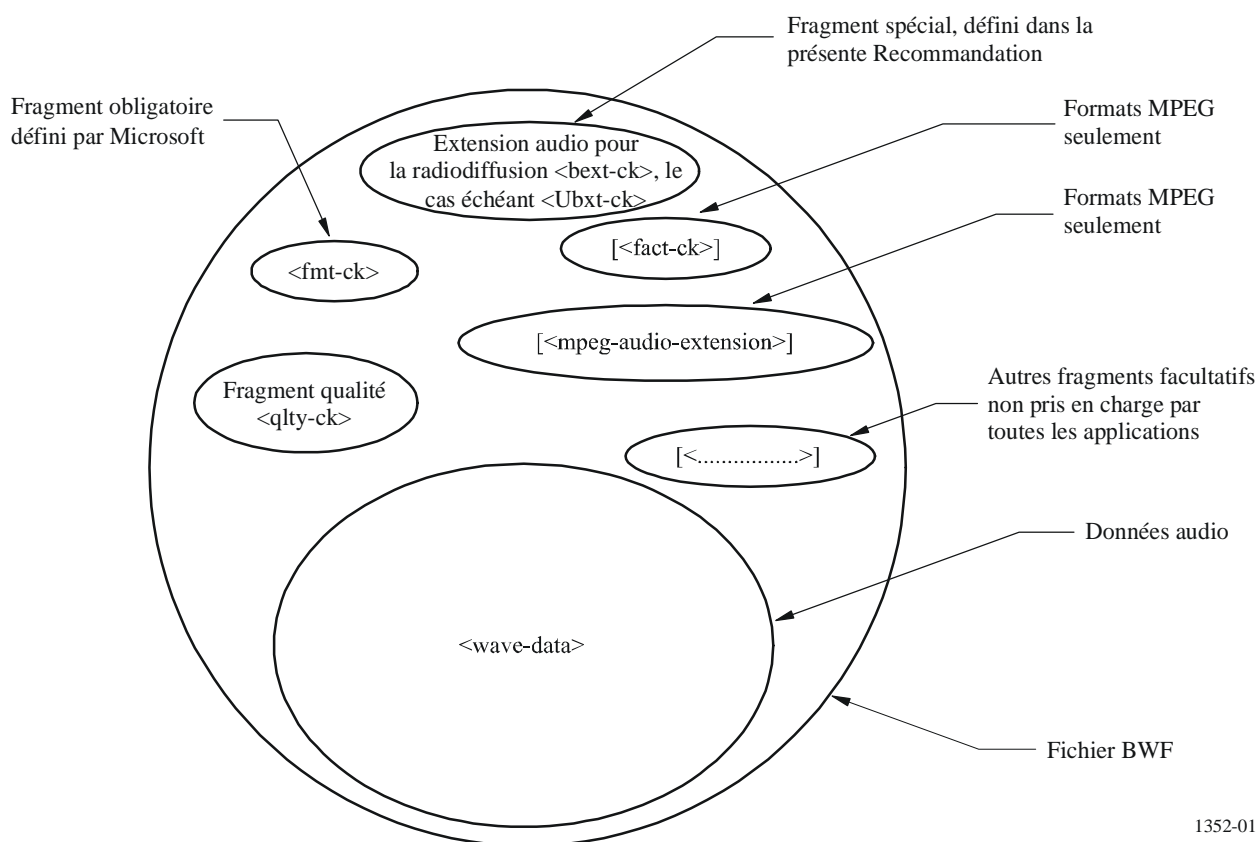 Fragment spécial, défini dans la
présente Recommandation
Fragment obligatoire
défini par Microsoft
Formats MPEG
seulement
Extension audio pour
la radiodiffusion <bext-ck>, le
cas échéant <Ubxt-ck>
Formats MPEG
seulement
[<fact-ck>]
<fmt-ck>
[<mpeg-audio-extension>]
Fragment qualité
<qlty-ck>
Autres fragments facultatifs
non pris en charge par
toutes les applications
[<................>]
Données audio
<wave-data>
Fichier BWF
1352-01